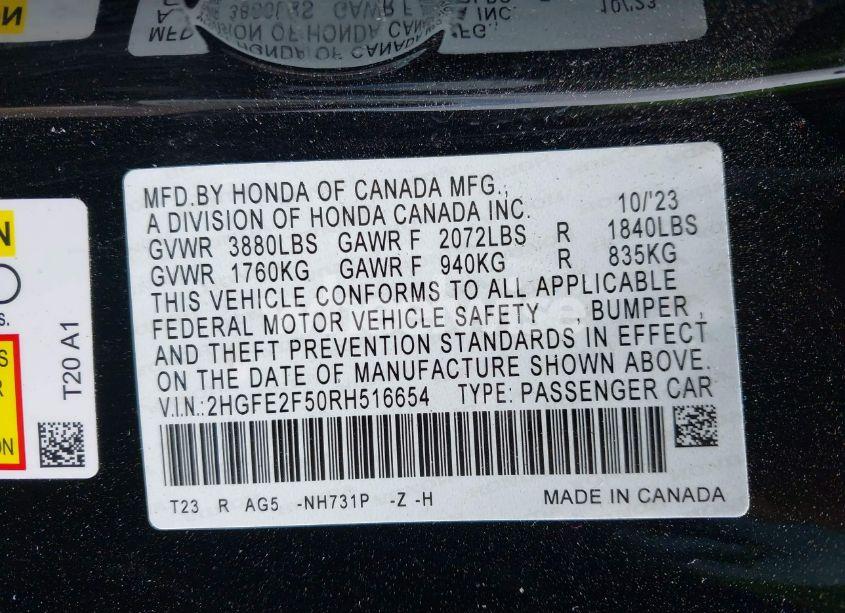 MFD.BY HONDA OF CANADA MFG.,
A DIVISION OF HONDA CANADA INC. 10/'23
GVWR 3880LBS GAWR F 2072LBS R 1840LBS
GVWR 1760KG GAWR F 940KG R 835KG
THIS VEHICLE CONFORMS TO ALL APPLICABLE
FEDERAL MOTOR VEHICLE SAFETY , BUMPER ,
AND THEFT PREVENTION STANDARDS IN EFFECT
ON THE DATE OF MANUFACTURE SHOWN ABOVE.
V.I.N.:2HGFE2F50RH516654 TYPE: PASSENGER CAR
T23 R AG5 -NH731P -Z -H MADE IN CANADA
T20 A1